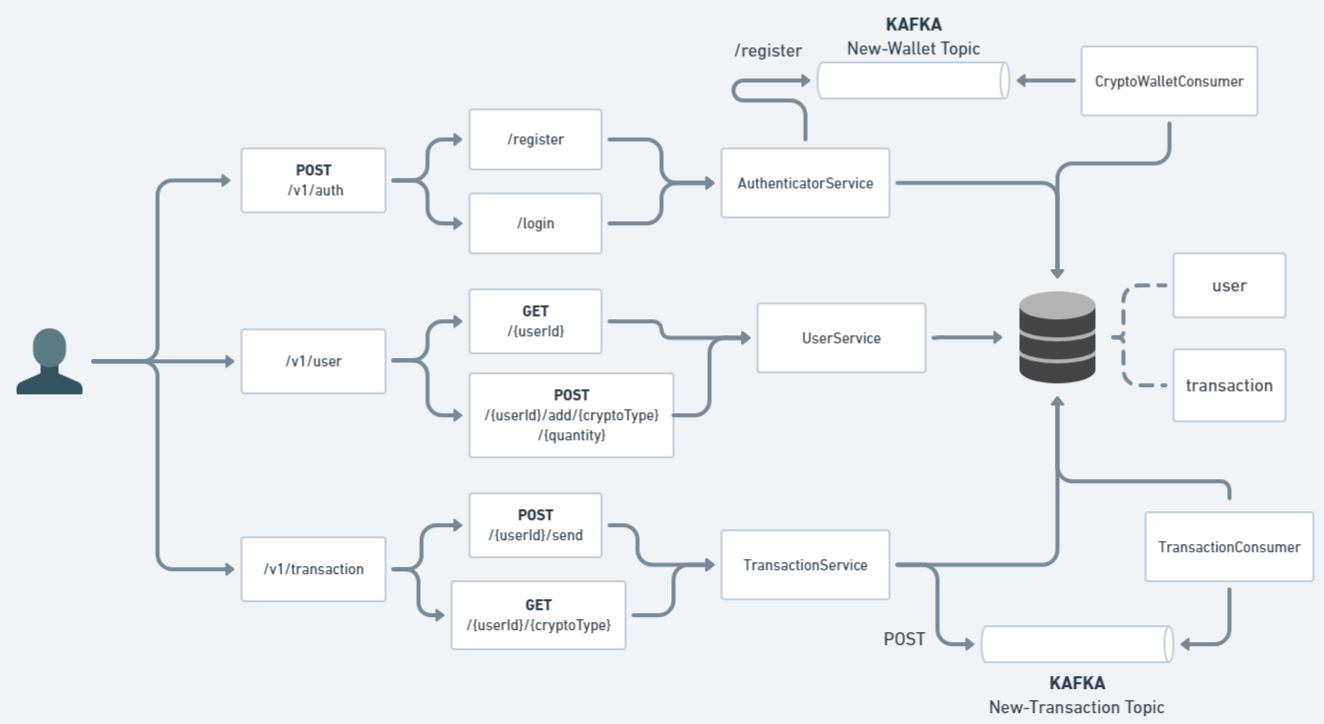 KAFKA
New-Wallet Topic
/register
CryptoWalletConsumer
/register
POST
/v1/auth
AuthenticatorService
/login
user
GET
/{userId}
UserService
/v1/user
transaction
POST
/{userId}/add/{cryptoType}
/{quantity}
POST
/{userId}/send
TransactionConsumer
/v1/transaction
TransactionService
GET
/{userId}/{cryptoType}
POST
KAFKA
New-Transaction Topic